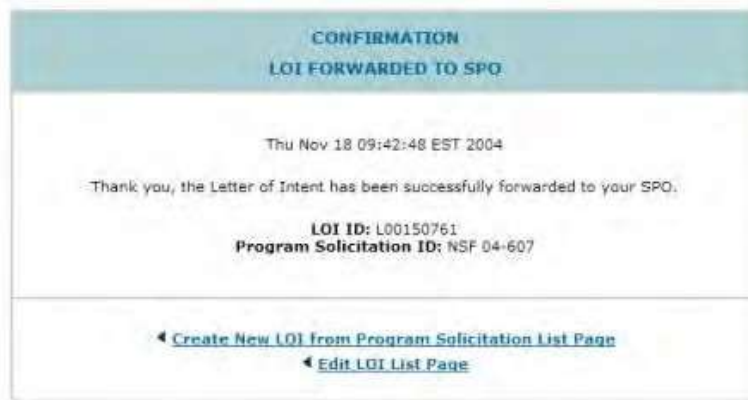 CONFIRMATION
LOI FORWARDED TO SPO
Thu Nov 18 09:42:48 EST 2004
Thank you, the Letter of Intent has been successfully forwarded to your SPO.
LOI ID: L00150761
Program Solicitation ID: NSF 04-607
Create New LOI from Program Solicitation List Page
Edit LOI List Page